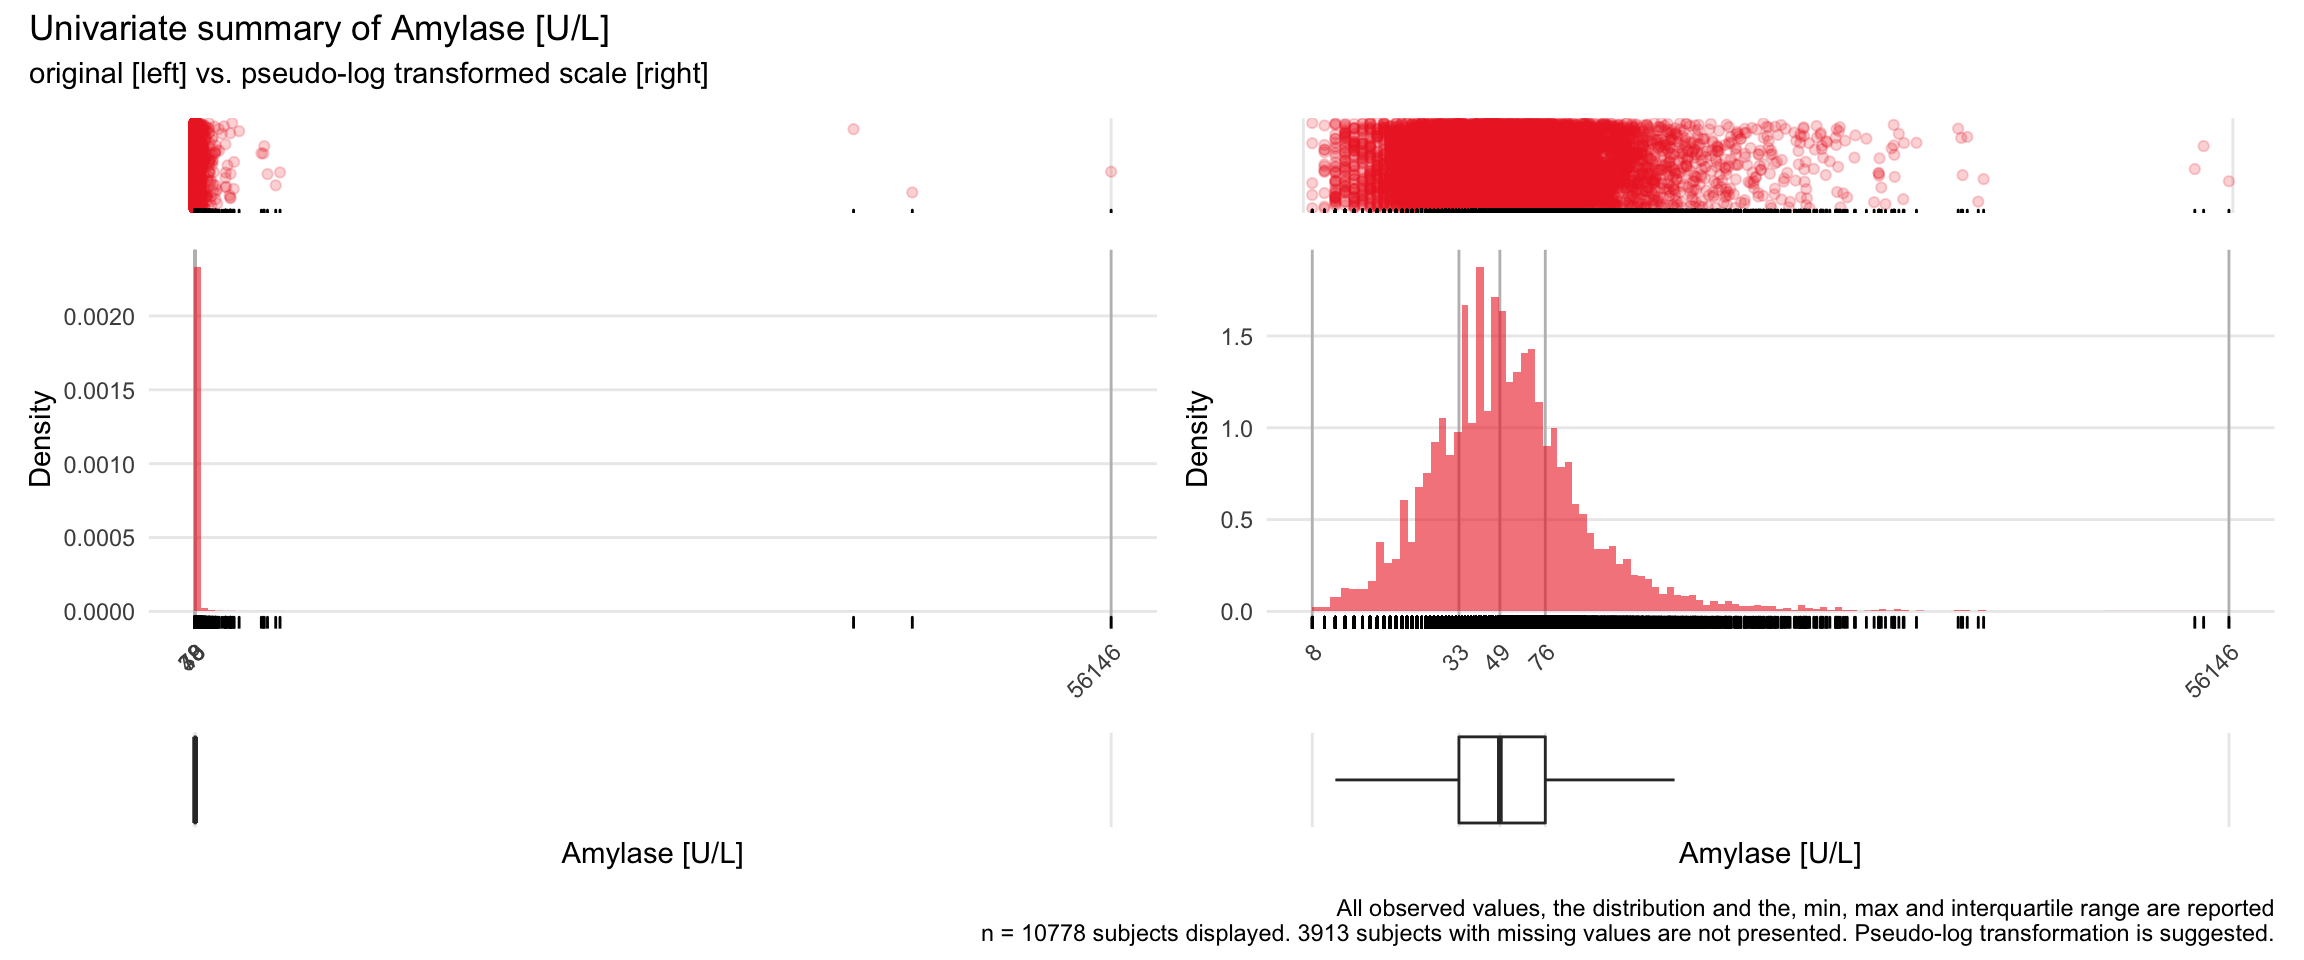 Univariate summary of Amylase [U/L]
original [left] vs. pseudo-log transformed scale [right]
Density
0.0020
0.0015
0.0010
0.0005
0.0000
56146
Amylase [U/L]
Density
1.5
1.0
0.5
0.0
8
33
49
76
56146
Amylase [U/L]
All observed values, the distribution and the, min, max and interquartile range are reported
n = 10778 subjects displayed. 3913 subjects with missing values are not presented. Pseudo-log transformation is suggested.